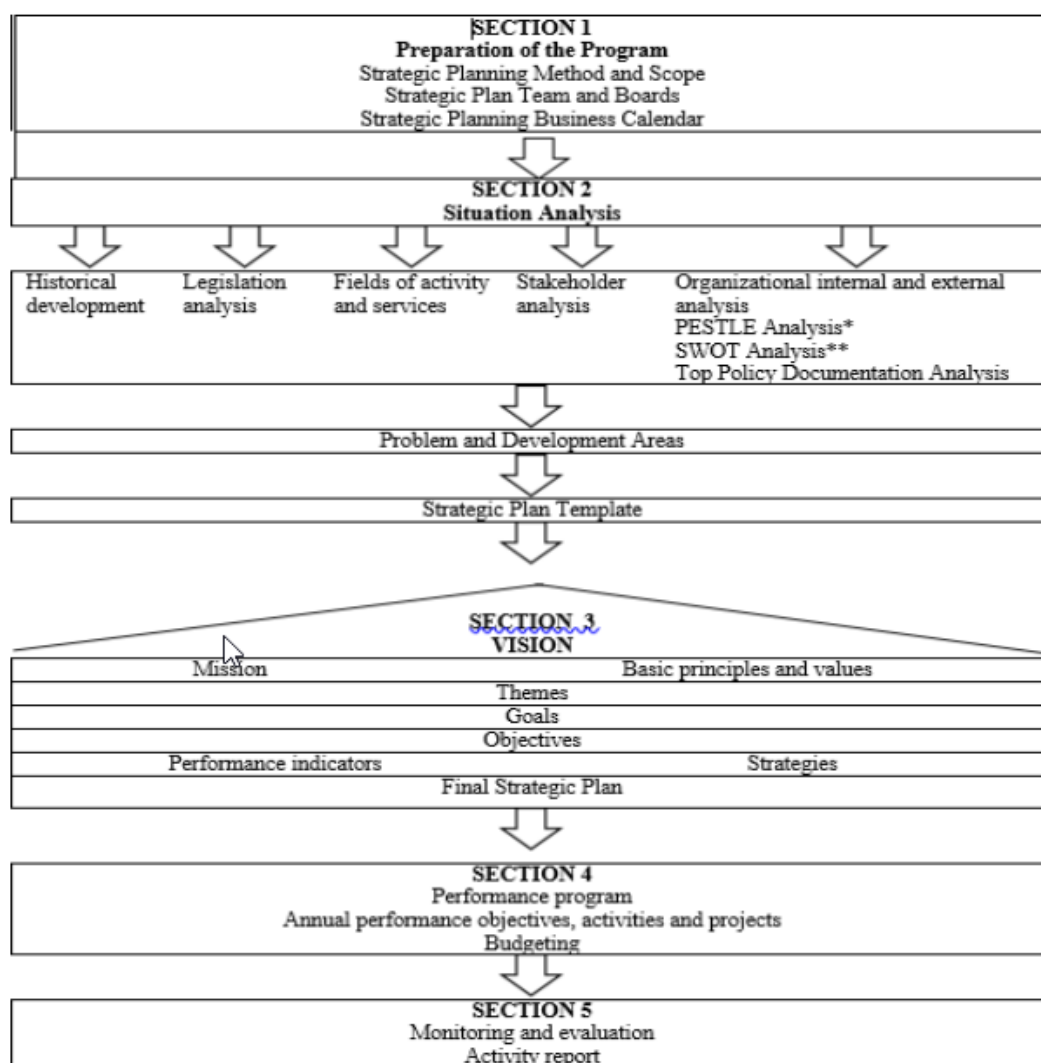 SECTION 1
Preparation of the Program
Strategic Planning Method and Scope
Strategic Plan Team and Boards
Strategic Planning Business Calendar
SECTION 2
Situation Analysis
Historical
development
Legislation
analysis
Fields of activity
and services
Stakeholder
analysis
Organizational internal and external
analysis
PESTLE Analysis*
SWOT Analysis**
Top Policy Documentation Analysis
Problem and Development Areas
Strategic Plan Template
SECTION 3
VISION
Mission
Basic principles and values
Themes
Goals
Objectives
Performance indicators
Strategies
Final Strategic Plan
SECTION 4
Performance program
Annual performance objectives, activities and projects
Budgeting
SECTION 5
Monitoring and evaluation
Activity report